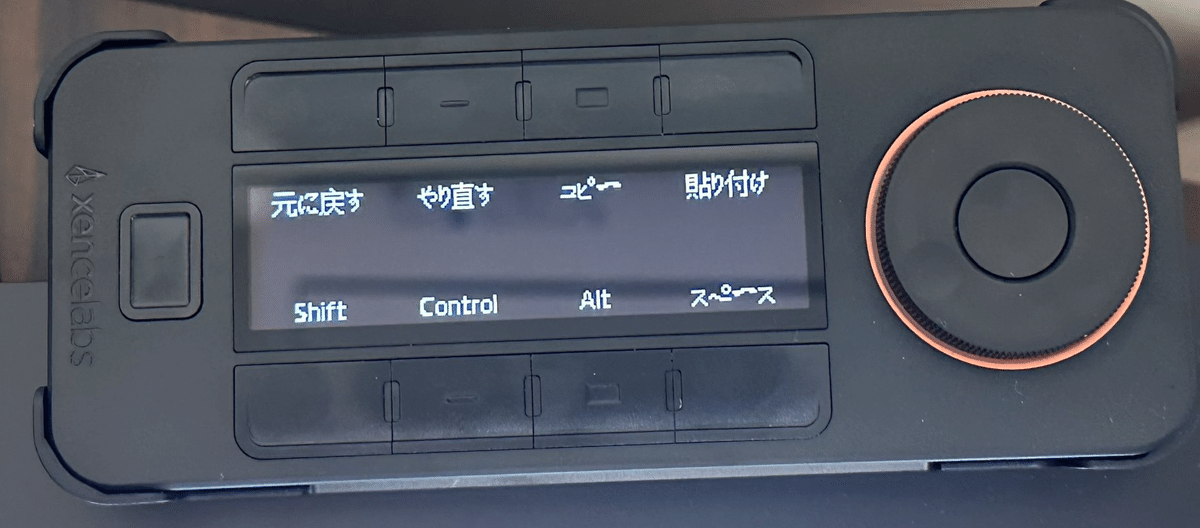 xencelabs
元に戻す やり直す コピー 貼り付け
Shift Control Alt スペース